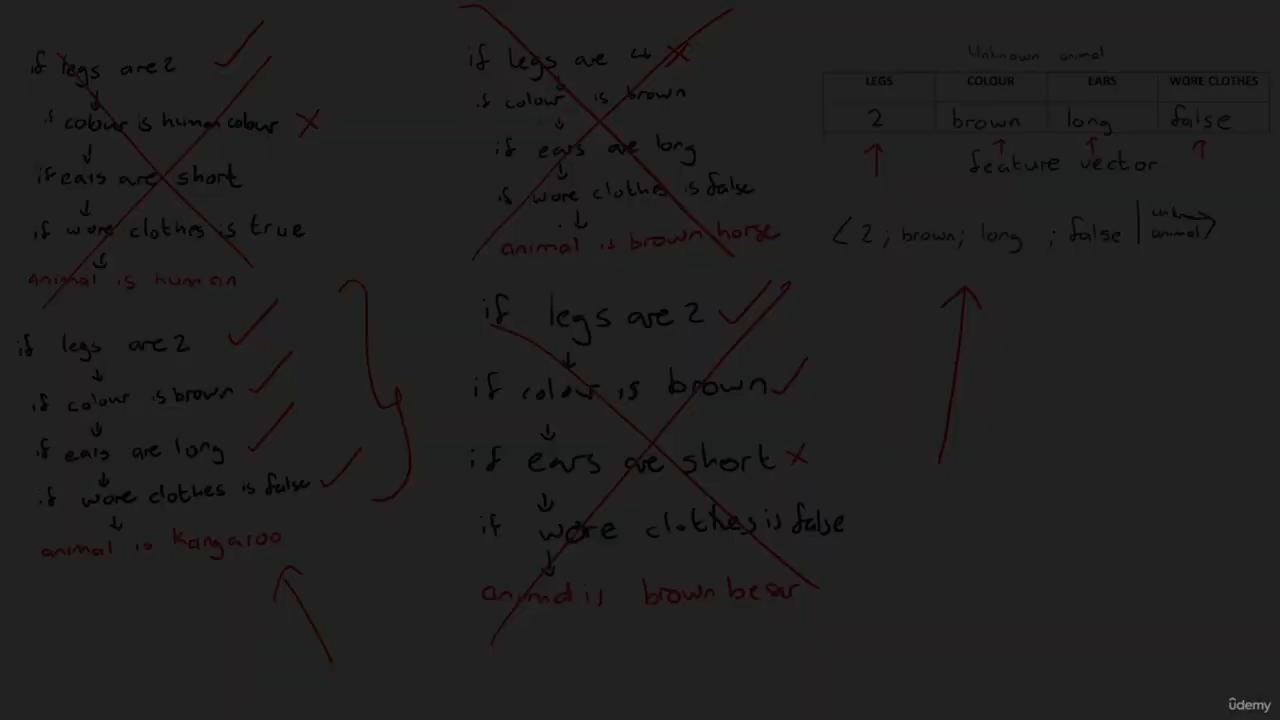 if legs are 2
if colour is human colour
if ears are short
if wore clothes is true
animal is human
if legs are 2
if colour is brown
if ears are long
if wore clothes is false
animal is kangaroo
if legs are 4
if colour is brown
if ears are long
if wore clothes is false
animal is brown horse
if legs are 2
if colour is brown
if ears are short
if wore clothes is false
animal is brown bear
Unknown animal
LEGS COLOUR EARS WORE CLOTHES
2 brown long false
feature vector
< 2 ; brown ; long ; false | unknown animal >
ûdemy